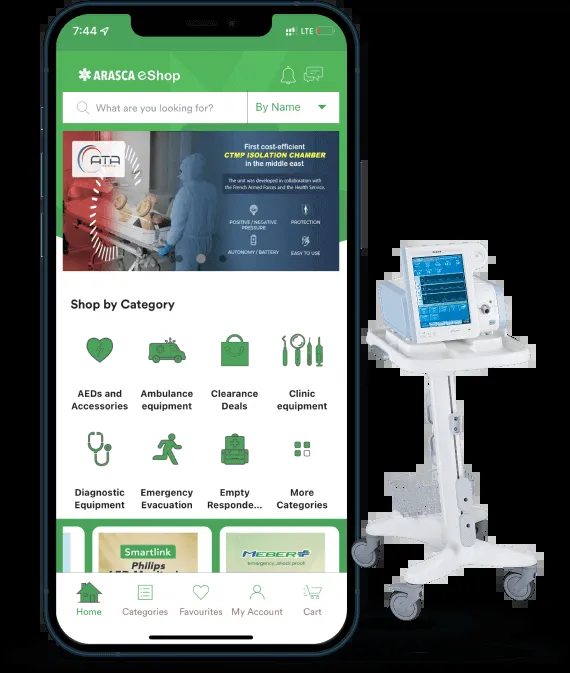 7:44
LTE
ARASCA eShop
What are you looking for?
By Name
ATA
First cost-efficient
CTMP ISOLATION CHAMBER
in the middle east
The unit was developed in collaboration with
the French Armed Forces and the Health Service.
POSITIVE / NEGATIVE
PRESSURE
PROTECTION
AUTONOMY / BATTERY
EASY TO USE
Shop by Category
AEDs and
Accessories
Ambulance
equipment
Clearance
Deals
Clinic
equipment
Diagnostic
Equipment
Emergency
Evacuation
Empty
Responde...
More
Categories
Smartlink
Philips
MEBER
emergency...shock proof!
Home
Categories
Favourites
My Account
Cart